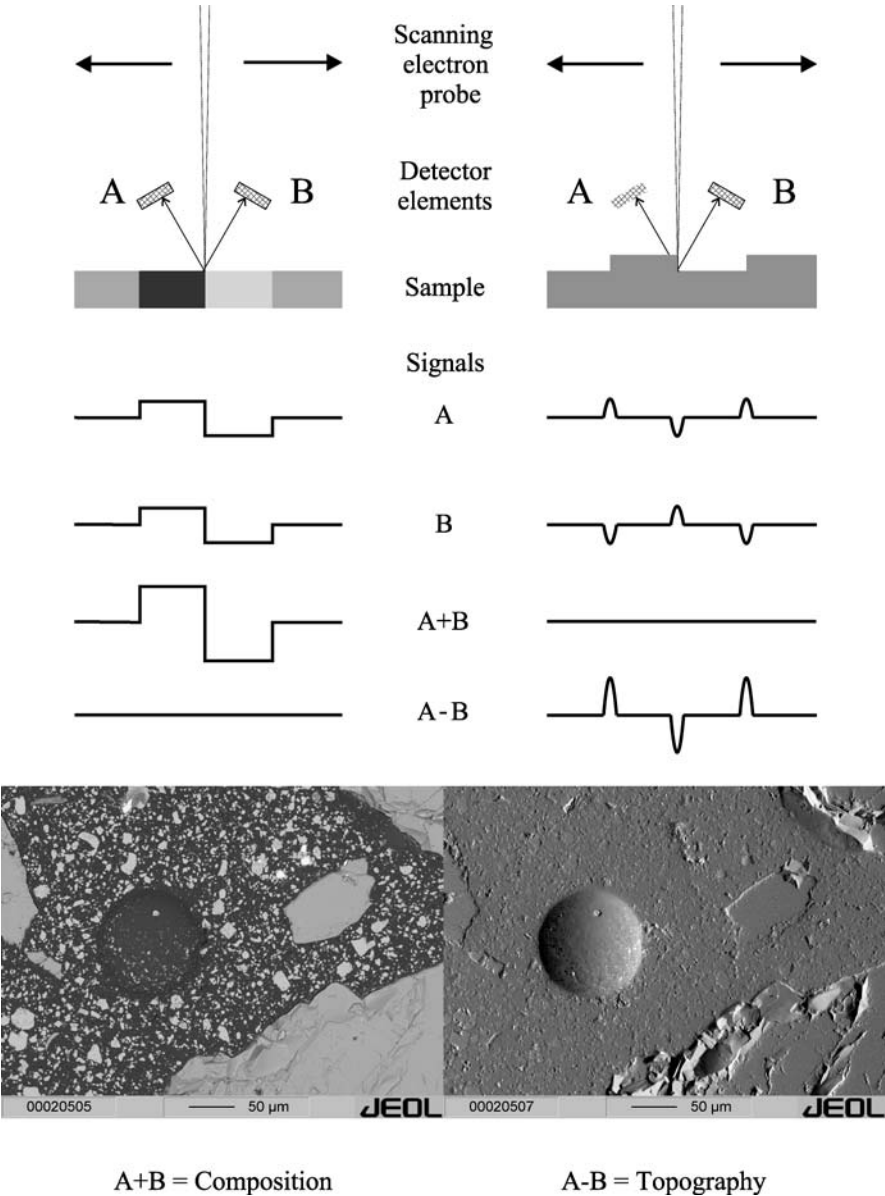 Scanning
electron
probe
A
B
Detector
elements
A
B
Sample
Signals
A
B
A+B
A-B
00020505
50 µm
JEOL
00020507
50 µm
JEOL
A+B = Composition
A-B = Topography